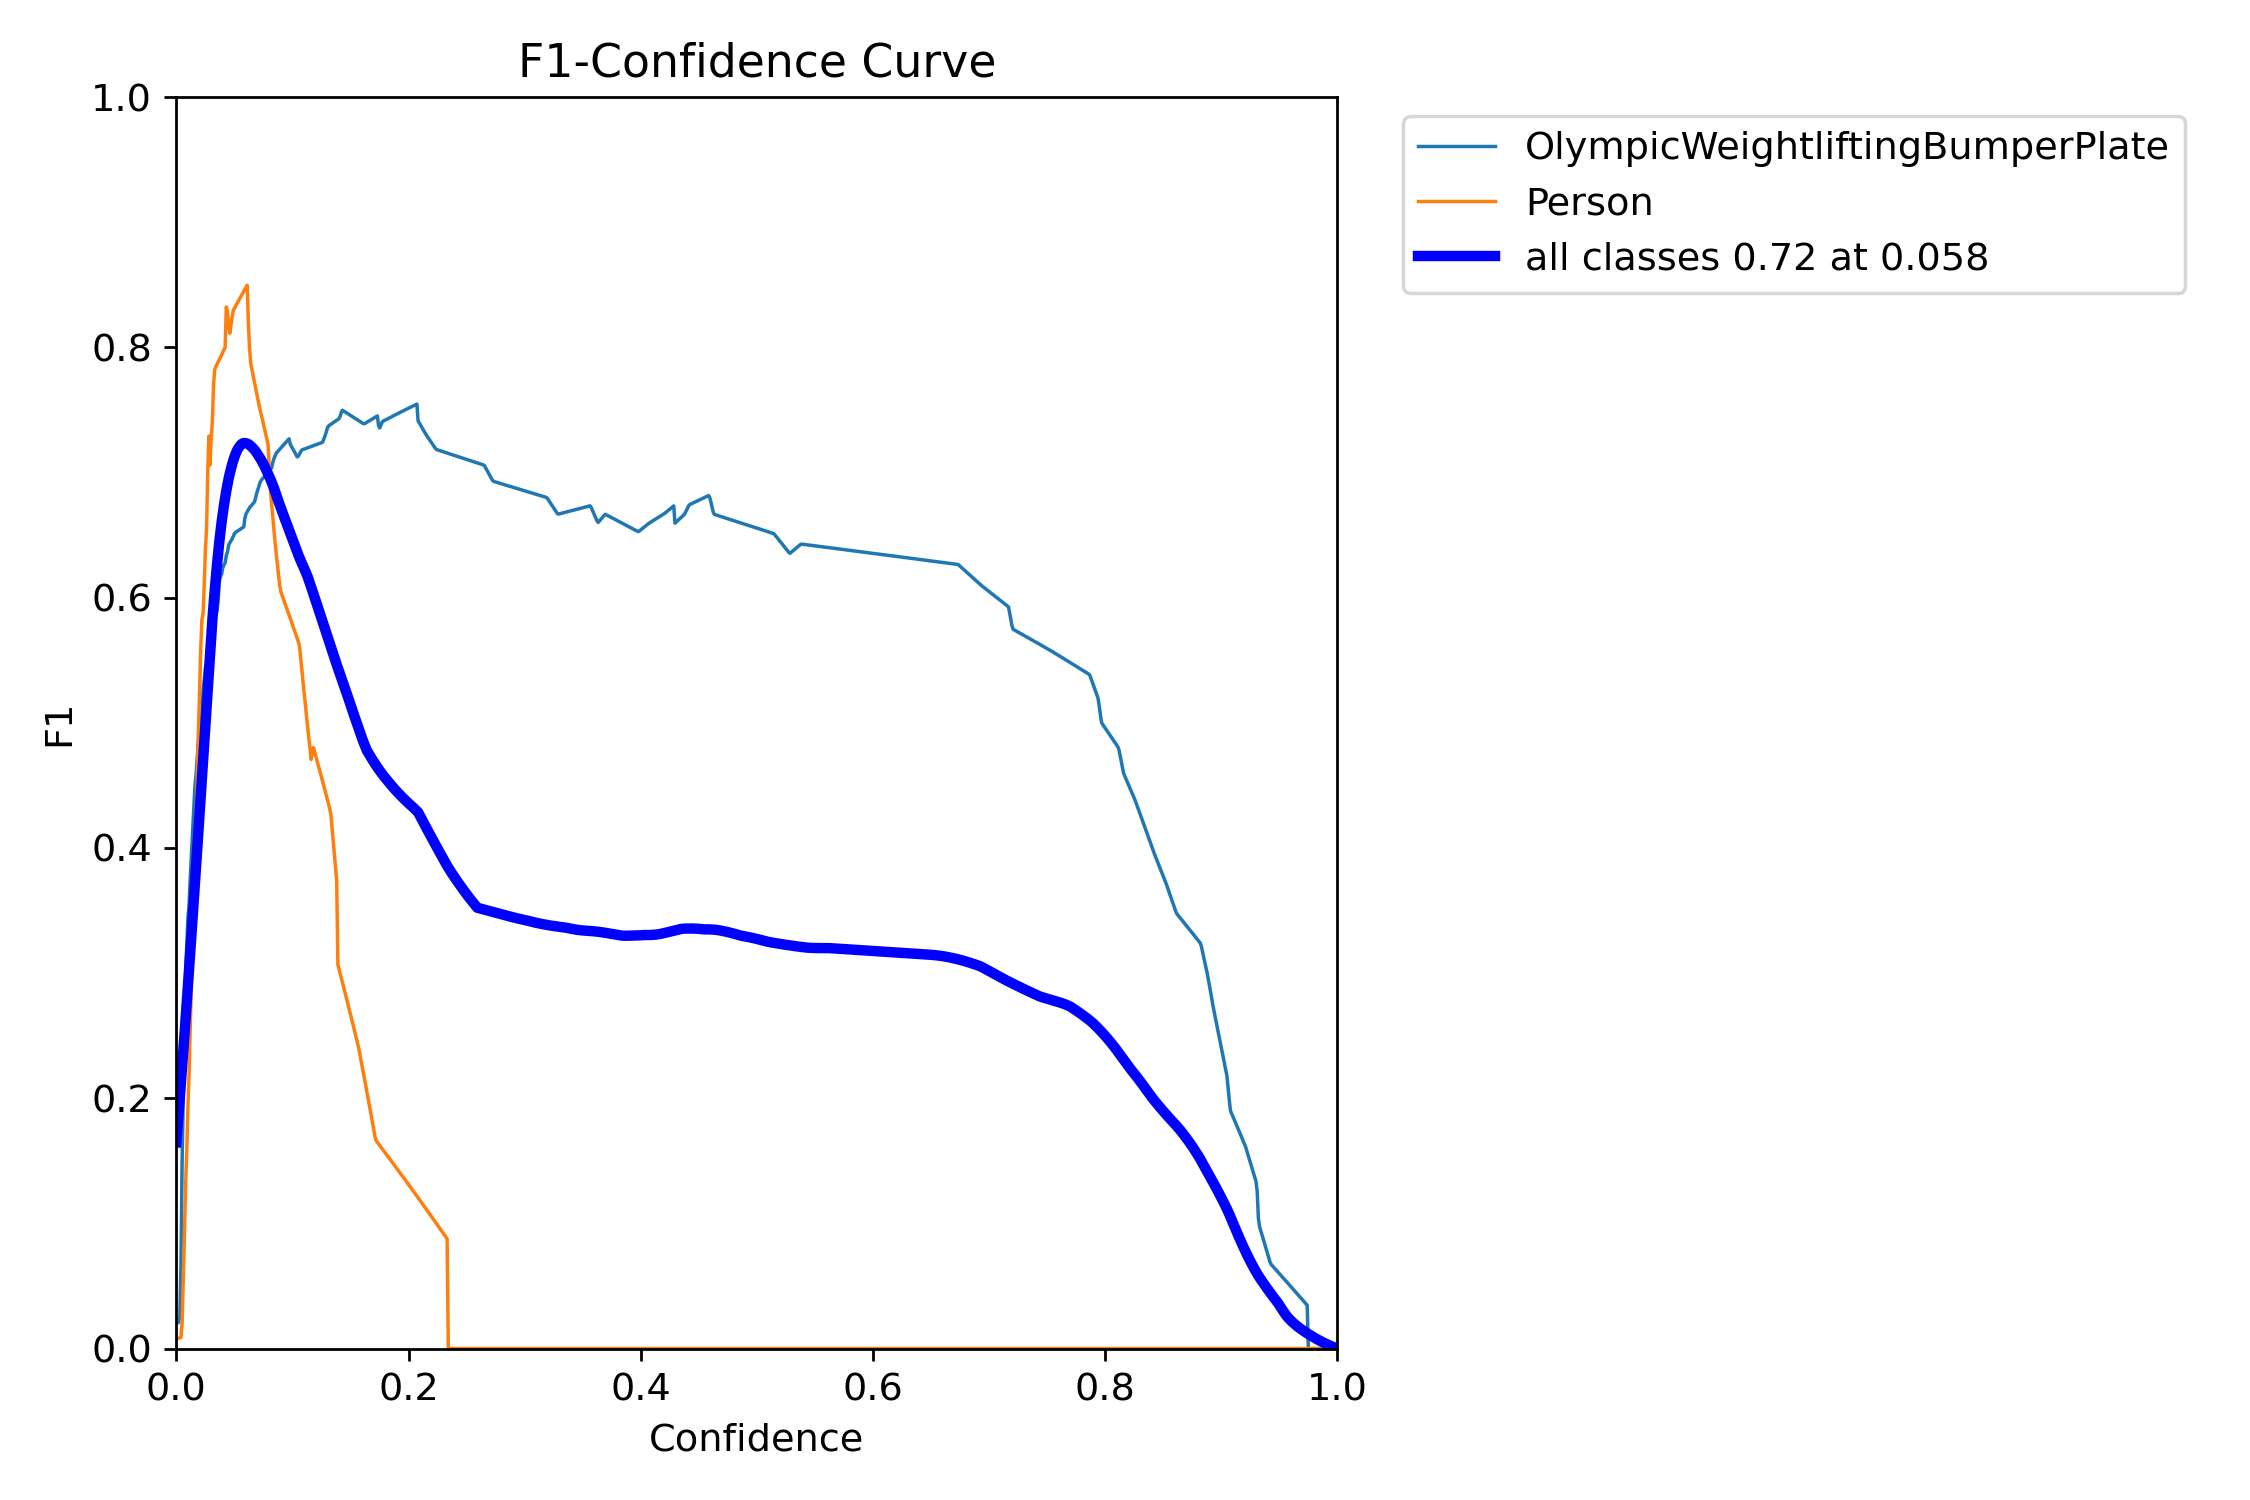 F1-Confidence Curve
1.0
0.8
0.6
0.4
0.2
0.0
F1
0.0 0.2 0.4 0.6 0.8 1.0
Confidence
OlympicWeightliftingBumperPlate
Person
all classes 0.72 at 0.058